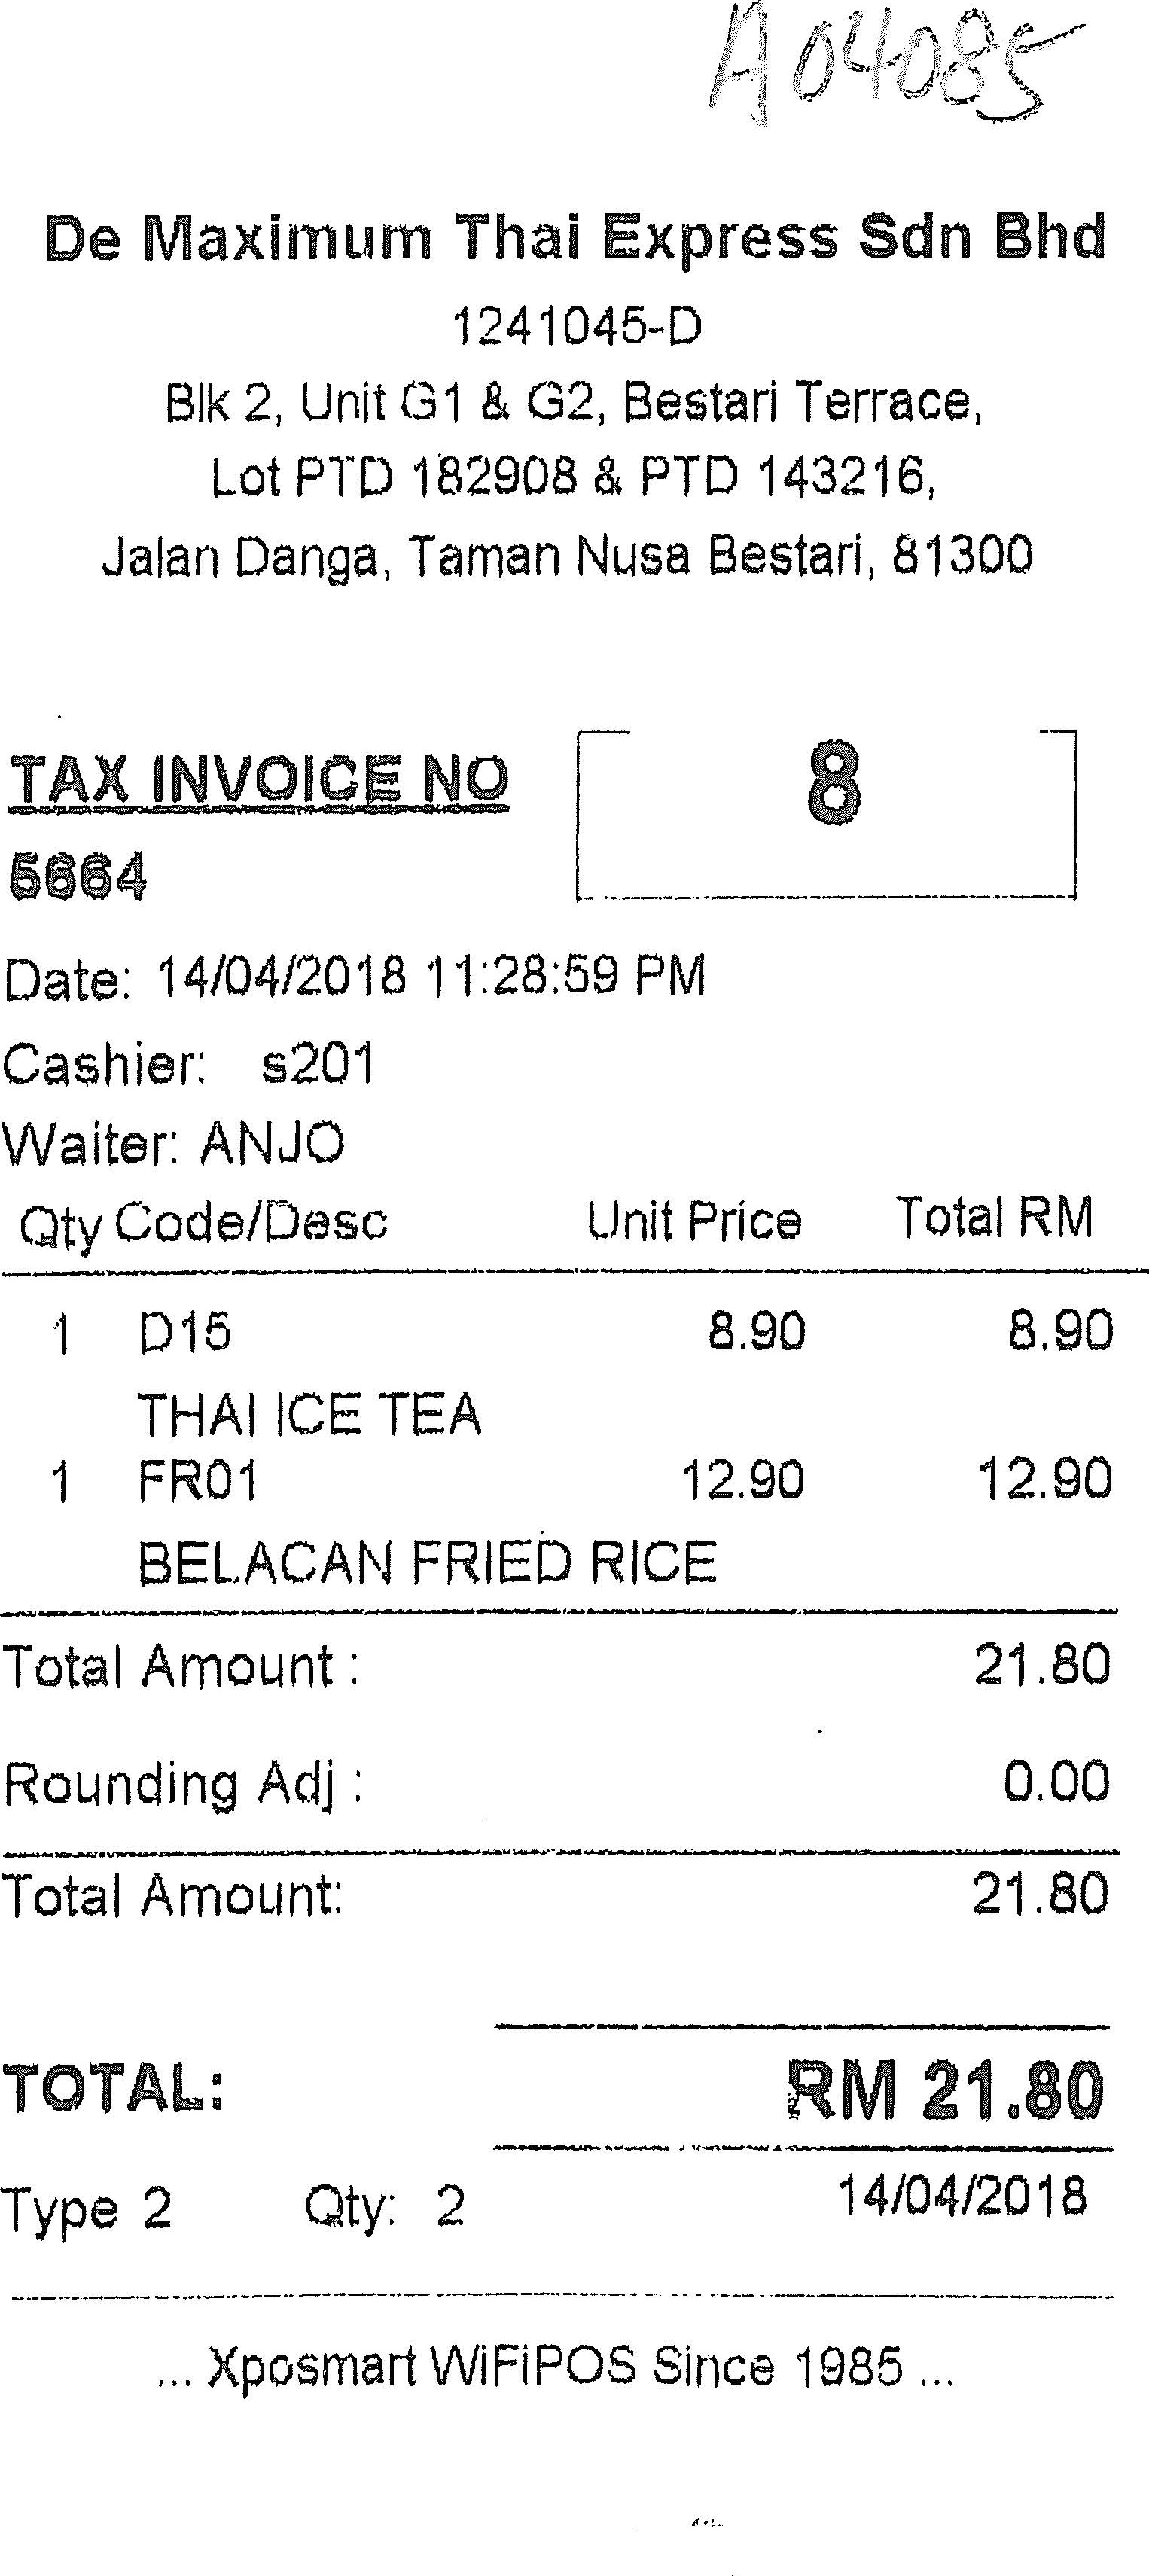 A04085
De Maximum Thai Express Sdn Bhd
1241045-D
Blk 2, Unit G1 & G2, Bestari Terrace,
Lot PTD 182908 & PTD 143216,
Jalan Danga, Taman Nusa Bestari, 81300
TAX INVOICE NO 8
5664
Date: 14/04/2018 11:28:59 PM
Cashier: s201
Waiter: ANJO
Qty Code/Desc Unit Price Total RM
1 D15 8.90 8.90
THAI ICE TEA
1 FR01 12.90 12.90
BELACAN FRIED RICE
Total Amount : 21.80
Rounding Adj : 0.00
Total Amount: 21.80
TOTAL: RM 21.80
Type 2 Qty: 2 14/04/2018
... Xposmart WiFiPOS Since 1985 ...